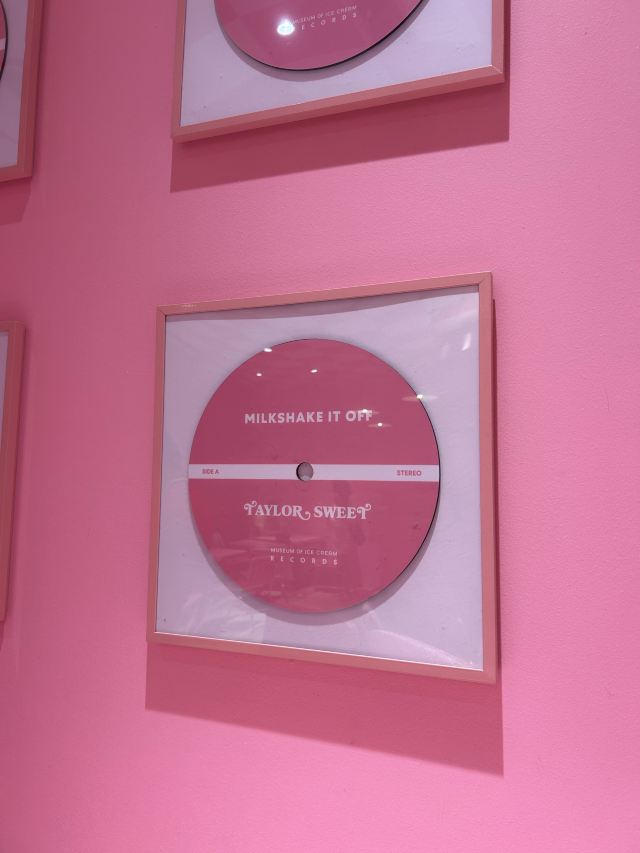 MUSEUM OF ICE CREAM
RECORDS
MILKSHAKE IT OFF
SIDE A
STEREO
TAYLOR SWEET
MUSEUM OF ICE CREAM
RECORDS